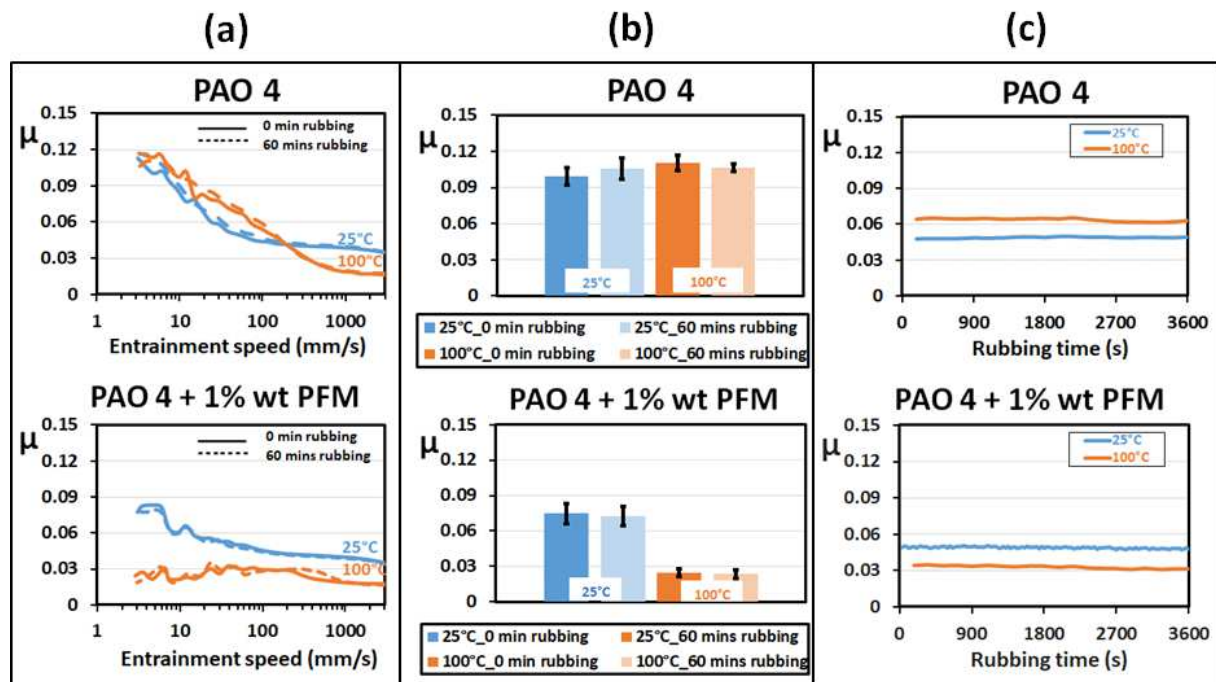 (a)
(b)
(c)
PAO 4
μ
0.15
0.12
0.09
0.06
0.03
0
0 min rubbing
60 mins rubbing
25°C
100°C
1
10
100
1000
Entrainment speed (mm/s)
PAO 4
μ
0.15
0.12
0.09
0.06
0.03
0
25°C
100°C
25°C_0 min rubbing
25°C_60 mins rubbing
100°C_0 min rubbing
100°C_60 mins rubbing
PAO 4
μ
0.15
0.12
0.09
0.06
0.03
0
25°C
100°C
0
900
1800
2700
3600
Rubbing time (s)
PAO 4 + 1% wt PFM
μ
0.15
0.12
0.09
0.06
0.03
0
0 min rubbing
60 mins rubbing
25°C
100°C
1
10
100
1000
Entrainment speed (mm/s)
PAO 4 + 1% wt PFM
μ
0.15
0.12
0.09
0.06
0.03
0
25°C
100°C
25°C_0 min rubbing
25°C_60 mins rubbing
100°C_0 min rubbing
100°C_60 mins rubbing
PAO 4 + 1% wt PFM
μ
0.15
0.12
0.09
0.06
0.03
0
25°C
100°C
0
900
1800
2700
3600
Rubbing time (s)